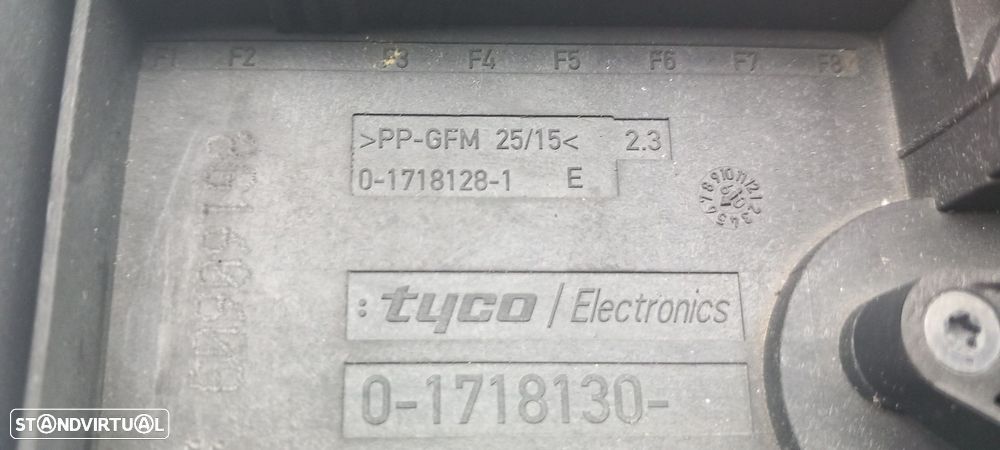 F1 F2 F3 F4 F5 F6 F7 F8
>PP-GFM 25/15< 2.3
0-1718128-1 E
: tyco / Electronics
0-1718130-
STANDVIRTUAL